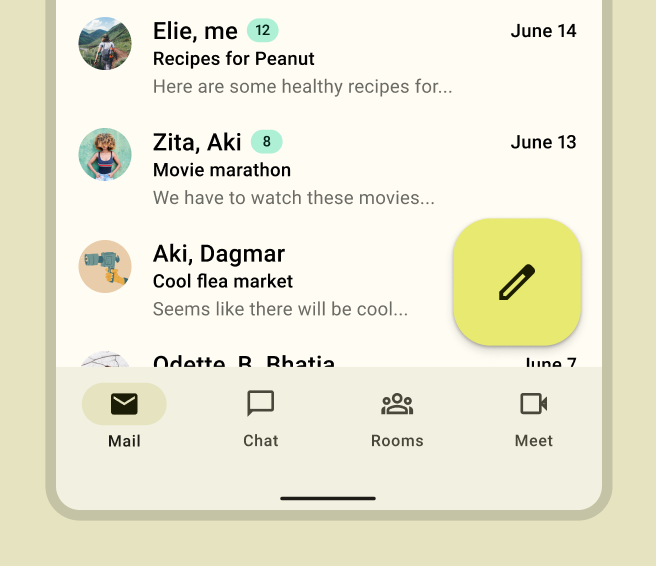 Elie, me 12 June 14
Recipes for Peanut
Here are some healthy recipes for...
Zita, Aki 8 June 13
Movie marathon
We have to watch these movies...
Aki, Dagmar
Cool flea market
Seems like there will be cool...
Odette, B, Bhatia June 7
Mail Chat Rooms Meet